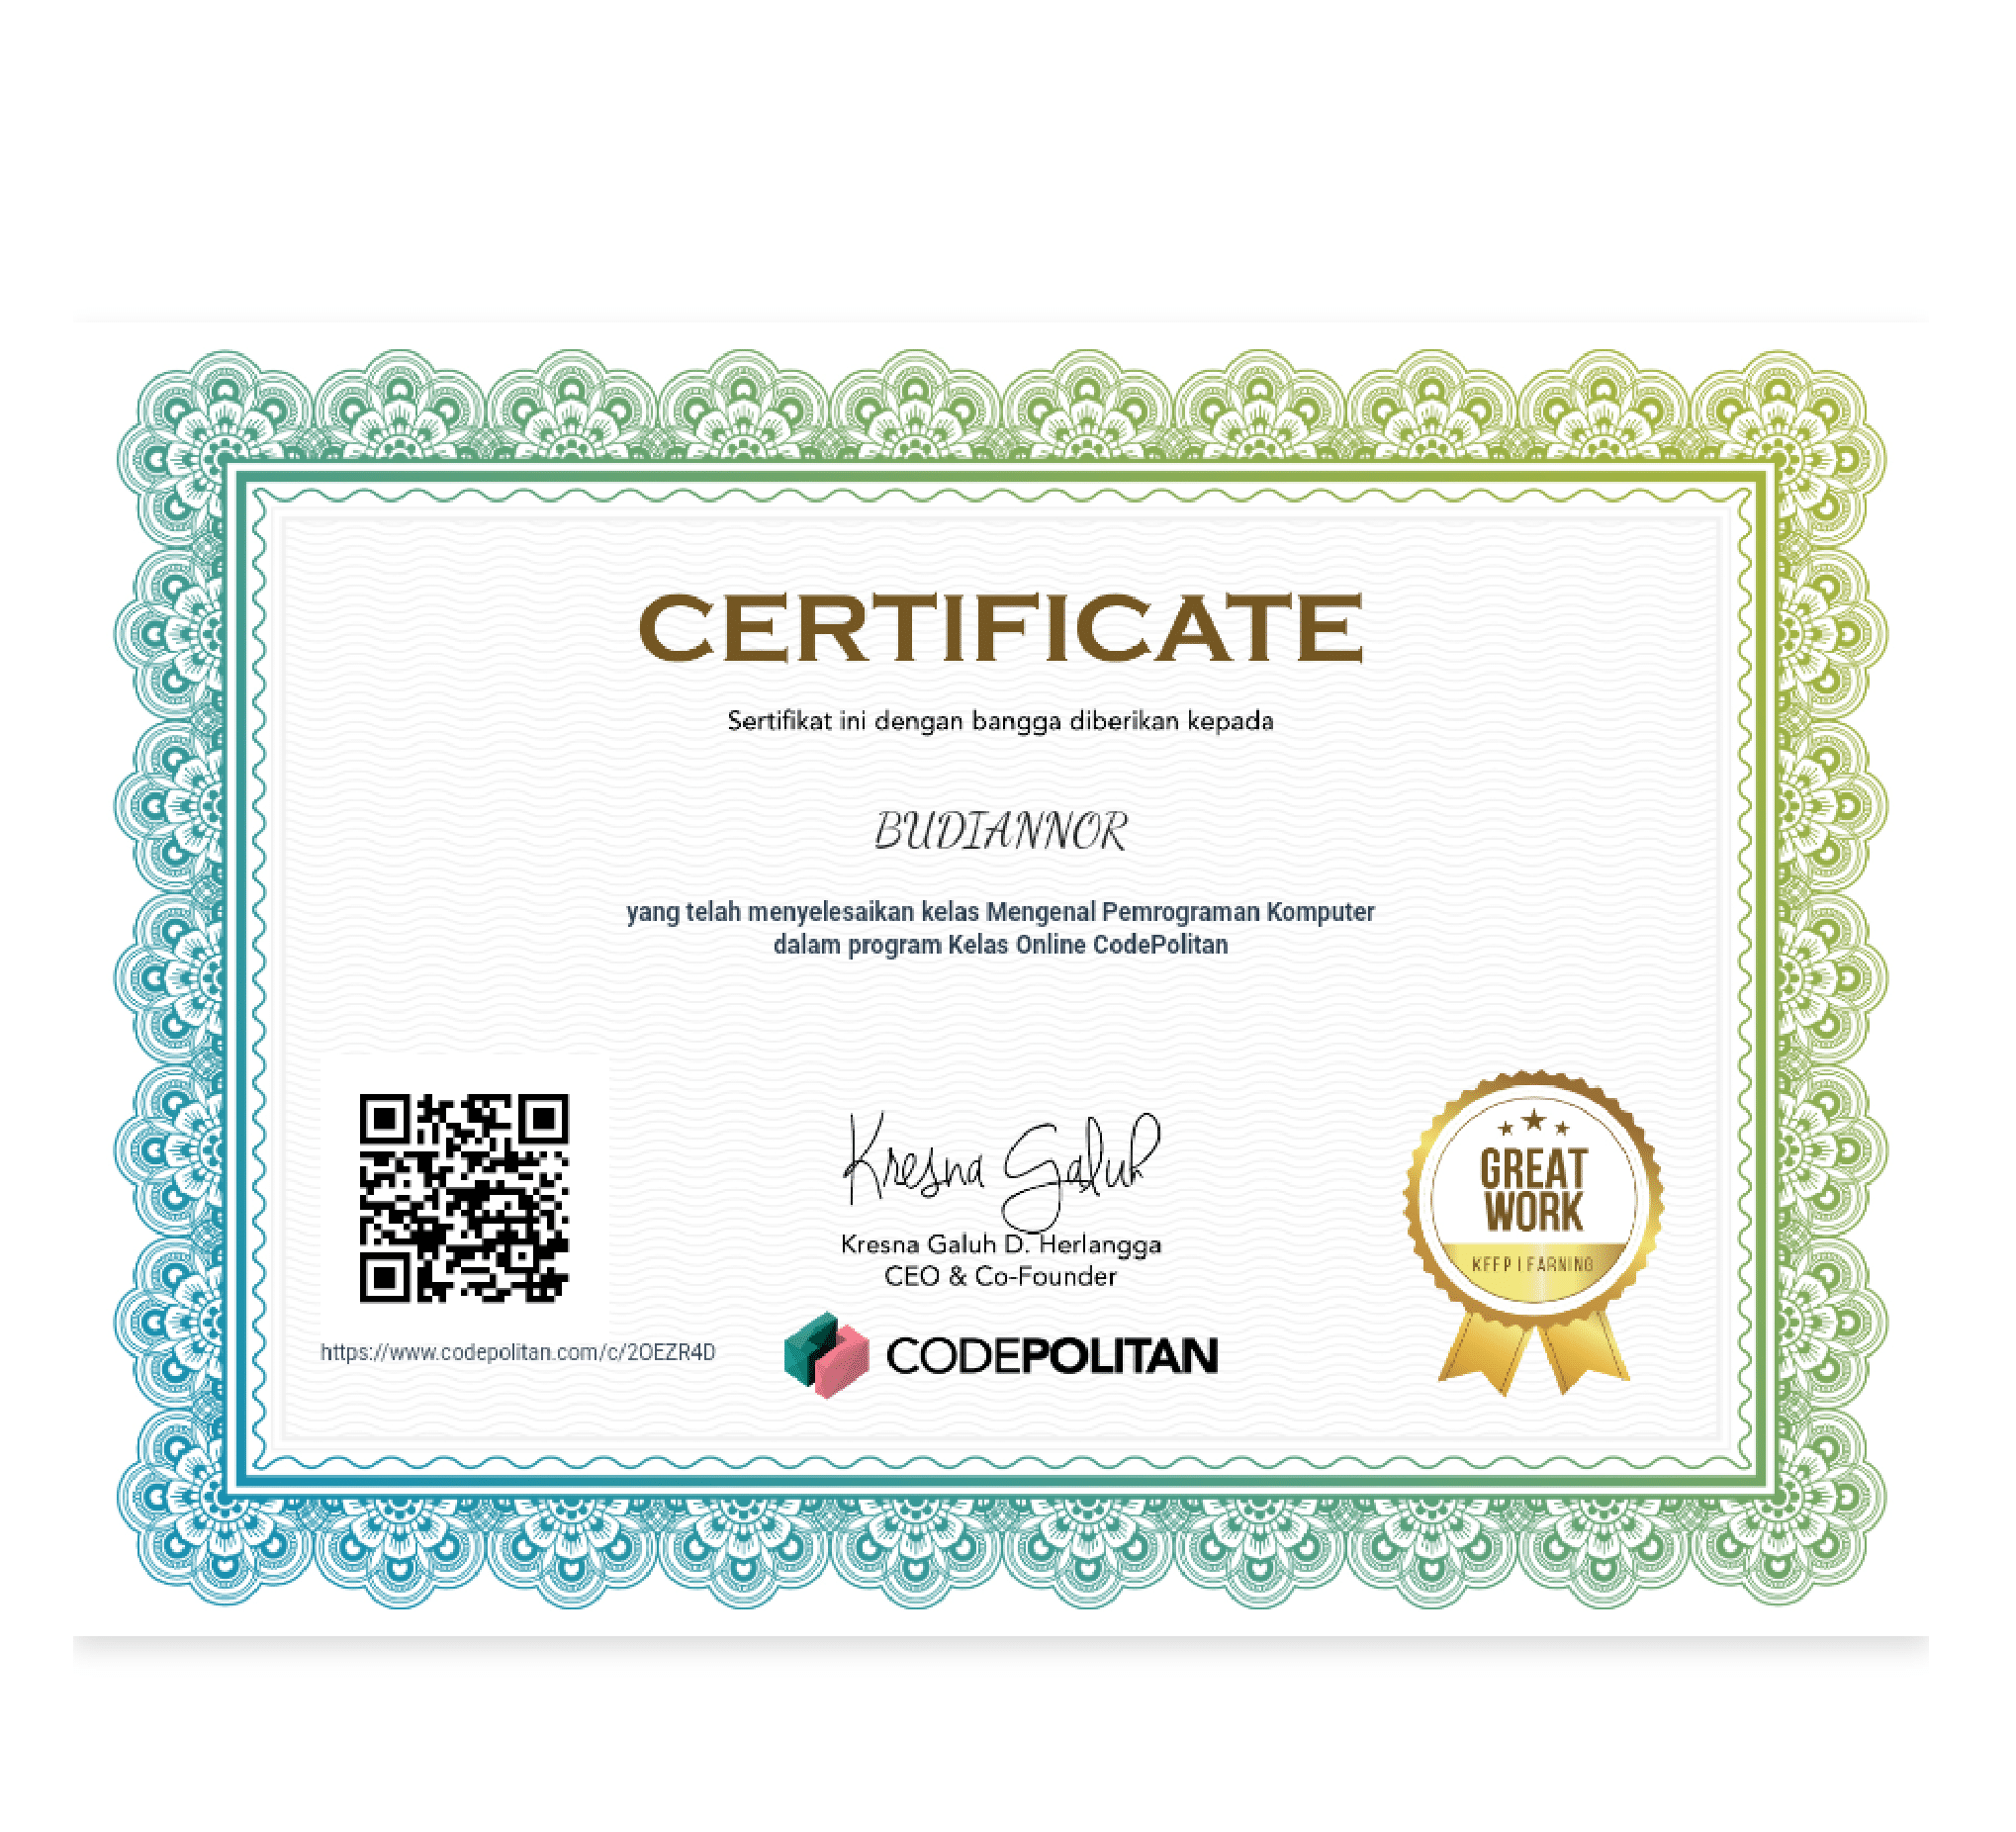 CERTIFICATE
Sertifikat ini dengan bangga diberikan kepada
BUDIANNOR
yang telah menyelesaikan kelas Mengenal Pemrograman Komputer
dalam program Kelas Online CodePolitan
Kresna Galuh
Kresna Galuh D. Herlangga
CEO & Co-Founder
GREAT
WORK
KEEP LEARNING
https://www.codepolitan.com/c/2OEZR4D
CODEPOLITAN